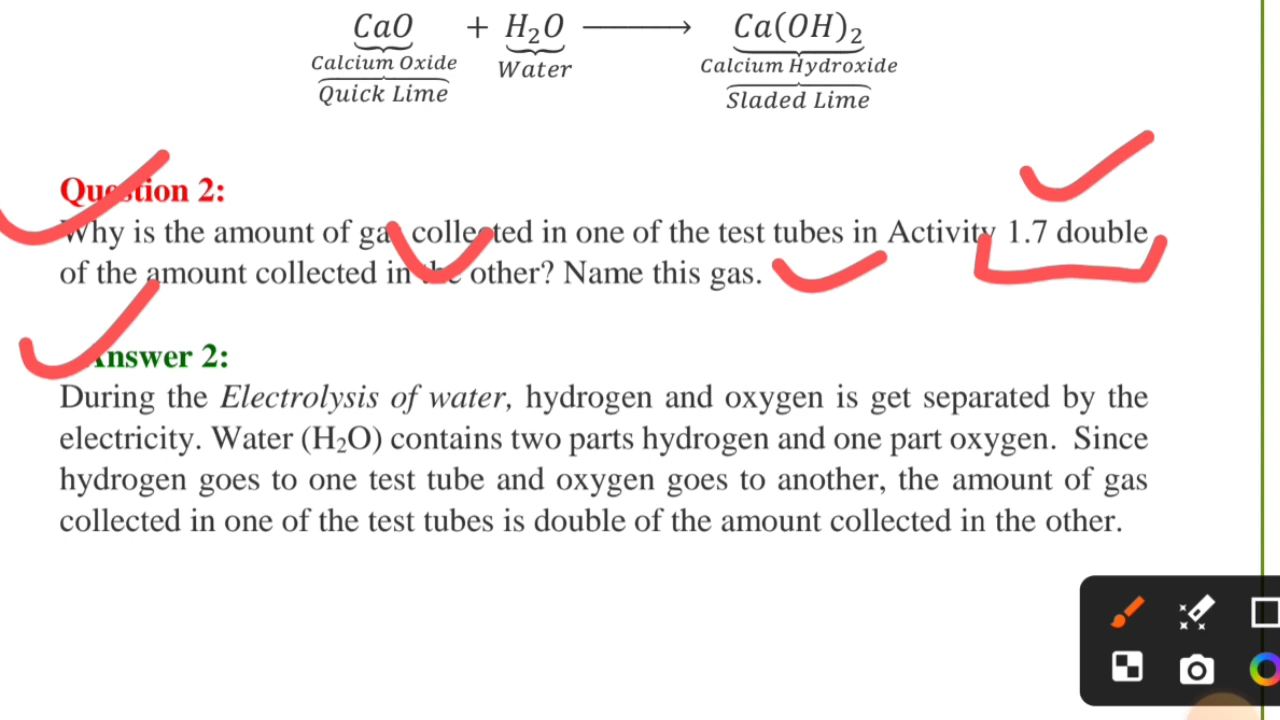 CaO + H₂O ⟶ Ca(OH)₂
Calcium Oxide Water Calcium Hydroxide
Quick Lime Sladed Lime
Question 2:
Why is the amount of gas collected in one of the test tubes in Activity 1.7 double
of the amount collected in the other? Name this gas.
Answer 2:
During the Electrolysis of water, hydrogen and oxygen is get separated by the
electricity. Water (H₂O) contains two parts hydrogen and one part oxygen. Since
hydrogen goes to one test tube and oxygen goes to another, the amount of gas
collected in one of the test tubes is double of the amount collected in the other.